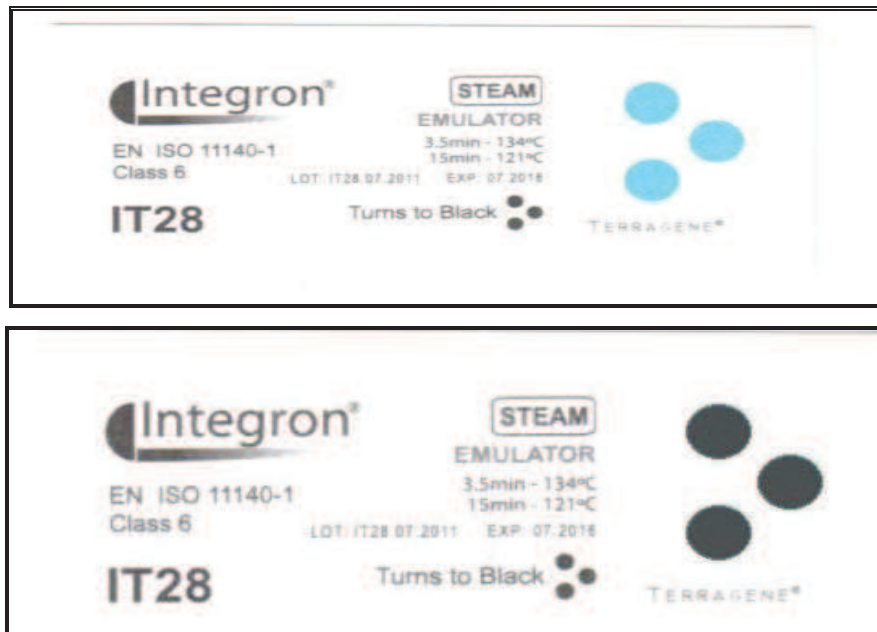 Integron®
STEAM
EMULATOR
EN ISO 11140-1
3.5min - 134ºC
Class 6
15min - 121ºC
LOT: IT28 07.2011 EXP: 07.2016
IT28
Turns to Black
TERRAGENE®
Integron®
STEAM
EMULATOR
EN ISO 11140-1
3.5min - 134ºC
Class 6
15min - 121ºC
LOT: IT28 07.2011 EXP: 07.2016
IT28
Turns to Black
TERRAGENE®